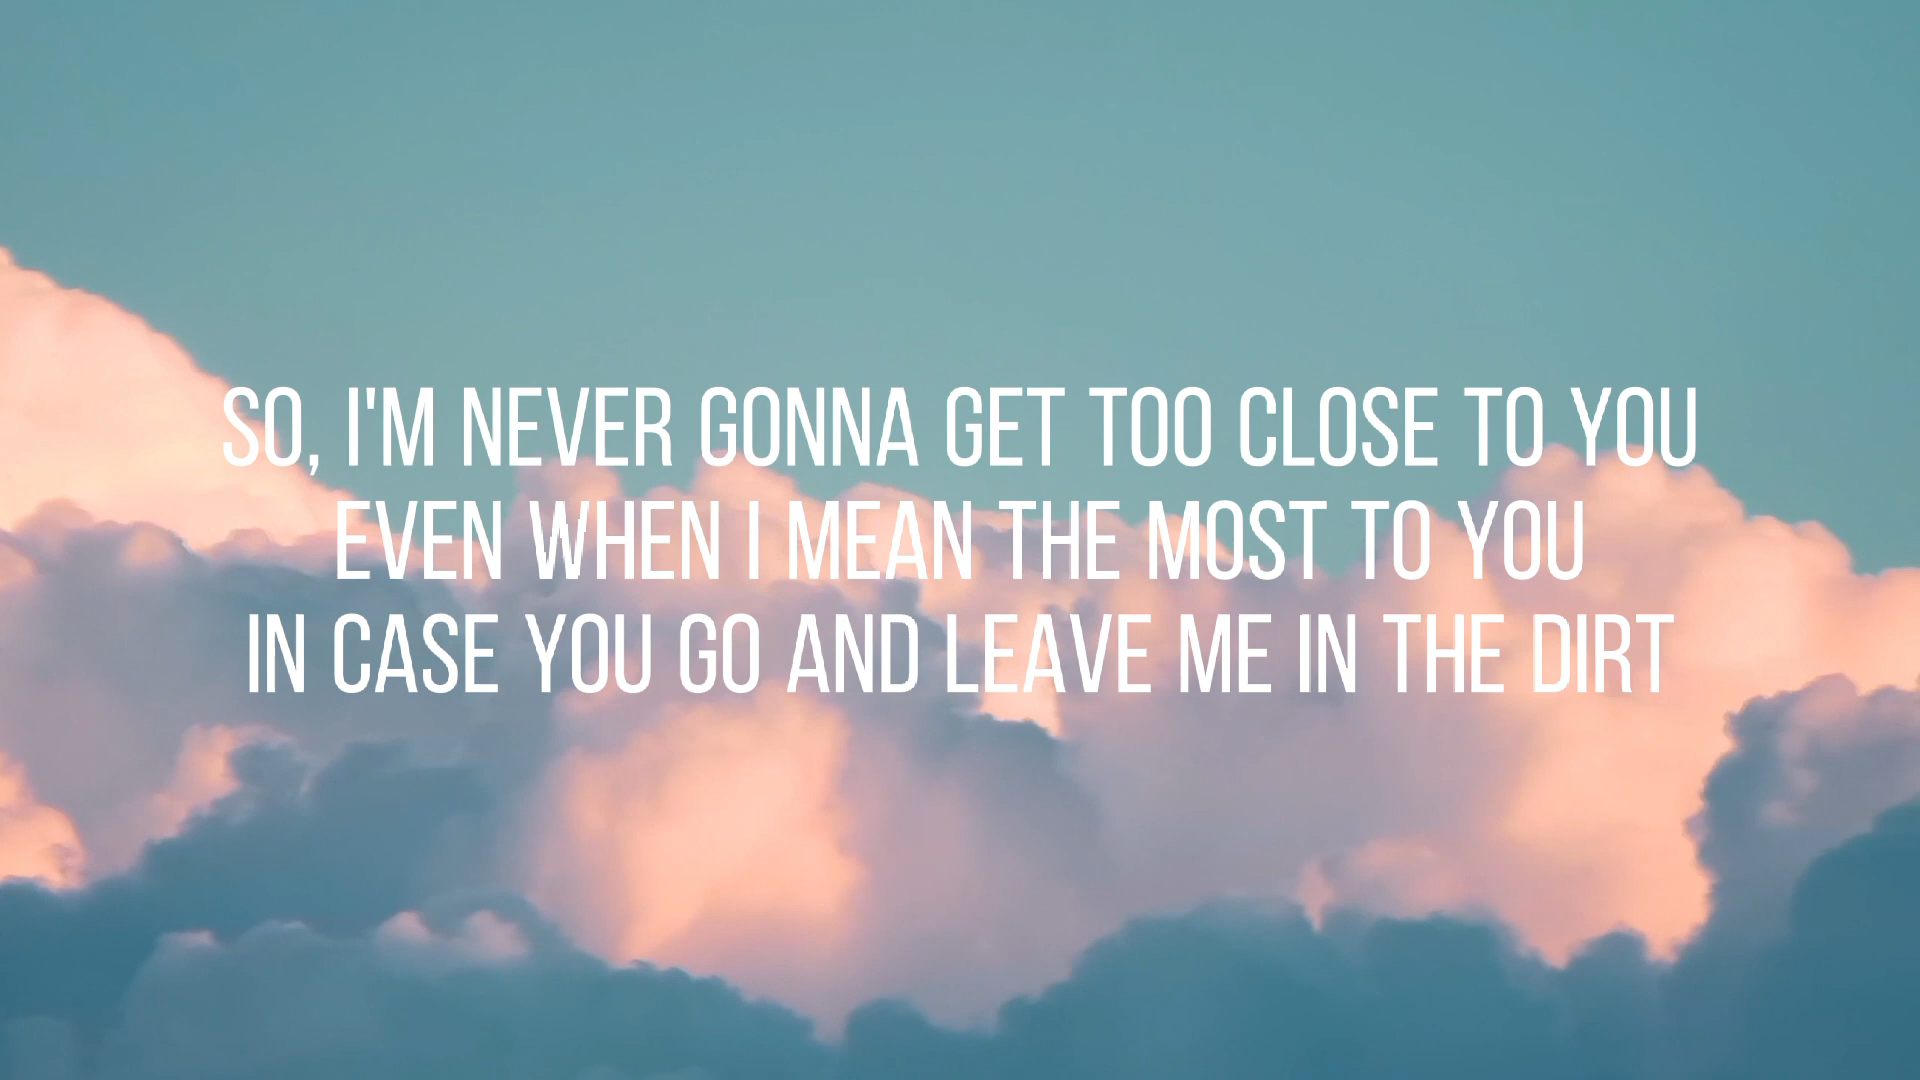 SO, I'M NEVER GONNA GET TOO CLOSE TO YOU
EVEN WHEN I MEAN THE MOST TO YOU
IN CASE YOU GO AND LEAVE ME IN THE DIRT